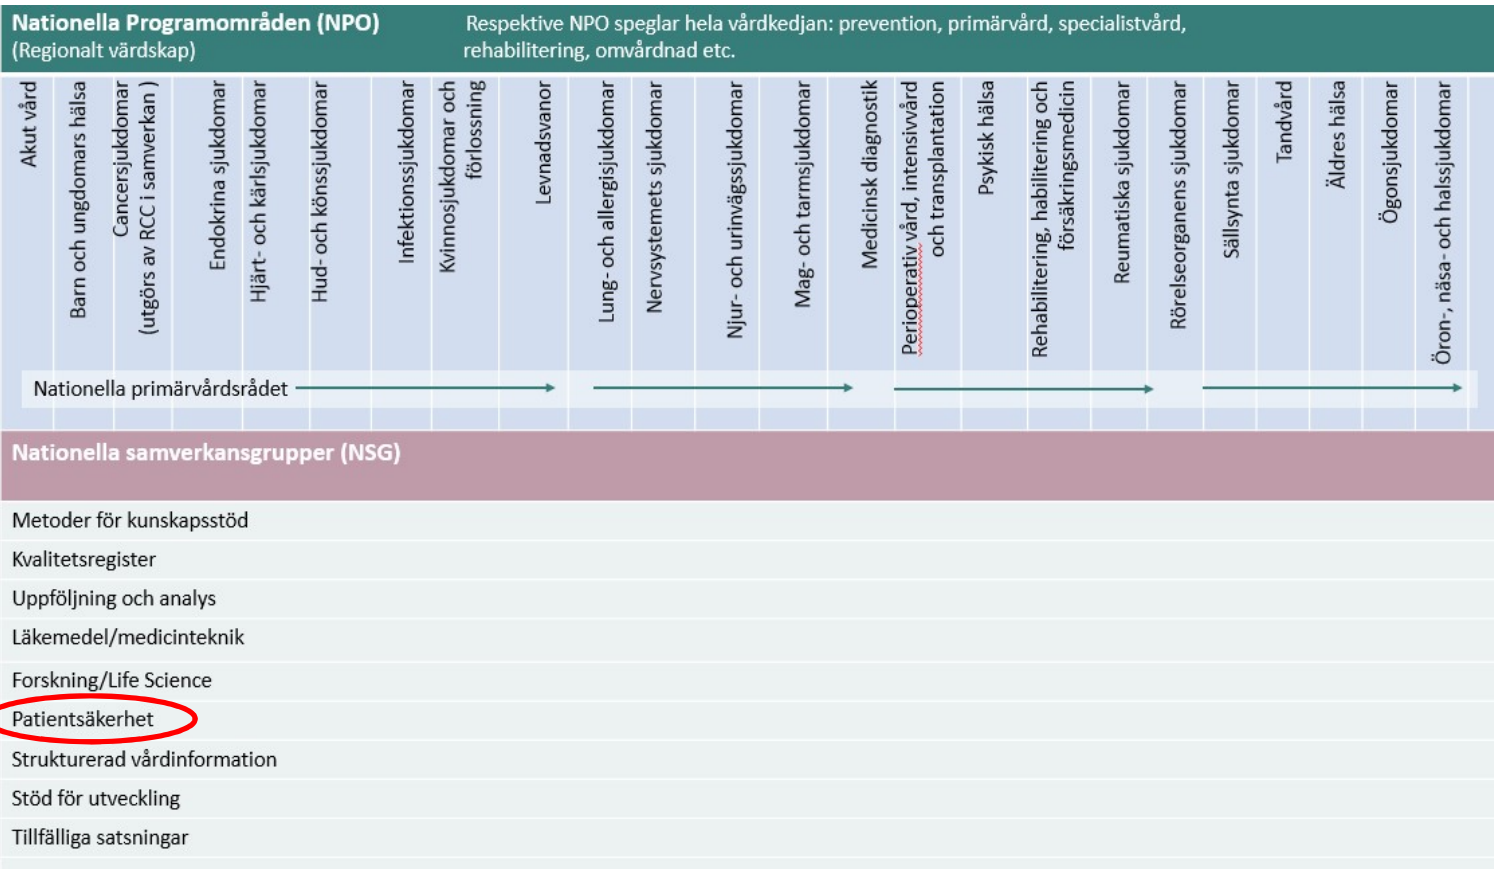 Nationella Programområden (NPO)
(Regionalt värdskap)
Respektive NPO speglar hela vårdkedjan: prevention, primärvård, specialistvård,
rehabilitering, omvårdnad etc.
Akut vård
Barn och ungdomars hälsa
Cancersjukdomar
(utgörs av RCC i samverkan )
Endokrina sjukdomar
Hjärt- och kärlsjukdomar
Hud- och könssjukdomar
Infektionssjukdomar
Kvinnosjukdomar och
förlossning
Levnadsvanor
Lung- och allergisjukdomar
Nervsystemets sjukdomar
Njur- och urinvägssjukdomar
Mag- och tarmsjukdomar
Medicinsk diagnostik
Perioperativ vård, intensivvård
och transplantation
Psykisk hälsa
Rehabilitering, habilitering och
försäkringsmedicin
Reumatiska sjukdomar
Rörelseorganens sjukdomar
Sällsynta sjukdomar
Tandvård
Äldres hälsa
Ögonsjukdomar
Öron-, näsa- och halssjukdomar
Nationella primärvårdsrådet
Nationella samverkansgrupper (NSG)
Metoder för kunskapsstöd
Kvalitetsregister
Uppföljning och analys
Läkemedel/medicinteknik
Forskning/Life Science
Patientsäkerhet
Strukturerad vårdinformation
Stöd för utveckling
Tillfälliga satsningar